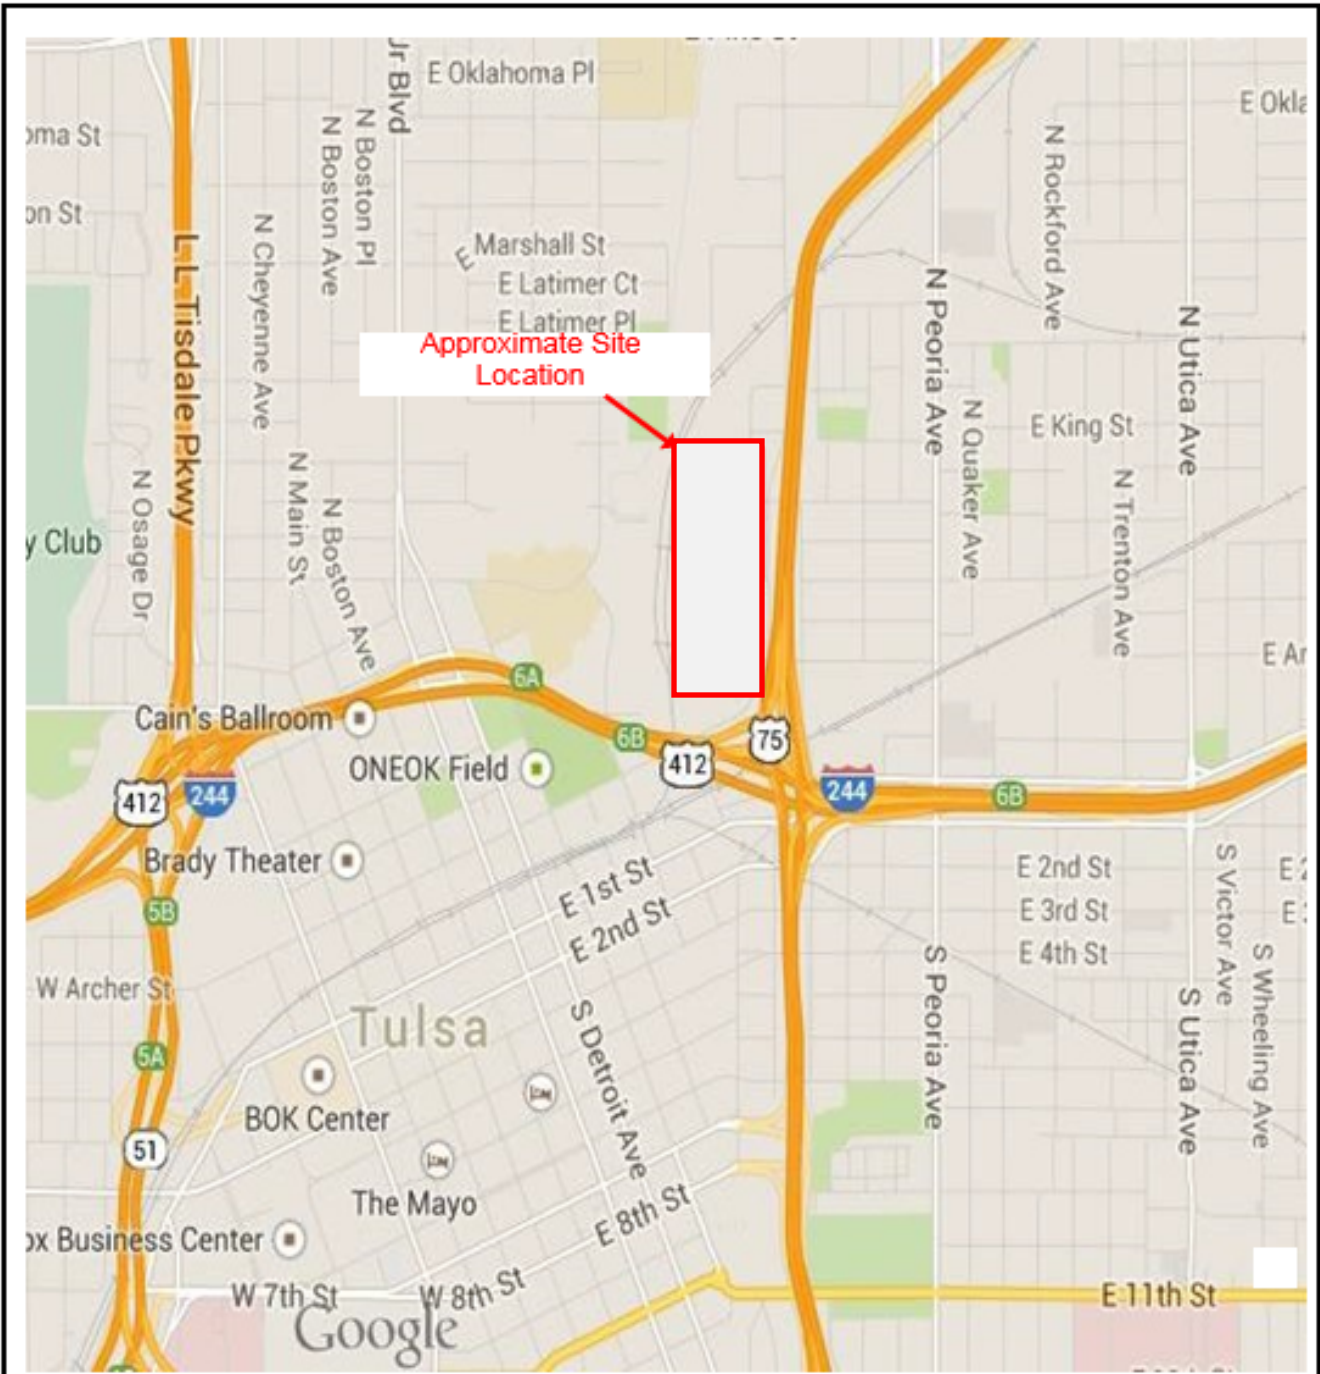 Jr Blvd
E Oklahoma Pl
E Okla
N Boston Pl
N Boston Ave
oma St
on St
N Rockford Ave
N Cheyenne Ave
L L Tisdale Pkwy
E Marshall St
E Latimer Ct
E Latimer Pl
N Peoria Ave
N Utica Ave
Approximate Site
Location
N Quaker Ave
E King St
N Osage Dr
N Main St
N Boston Ave
N Trenton Ave
y Club
E Ar
6A
Cain's Ballroom
6B
75
412
ONEOK Field
412
244
244
6B
Brady Theater
E 1st St
E 2nd St
E 2nd St
E 3rd St
E 4th St
S Victor Ave
E 2
E 3
5B
W Archer St
S Peoria Ave
S Wheeling Ave
S Utica Ave
Tulsa
S Detroit Ave
5A
BOK Center
51
The Mayo
E 8th St
ox Business Center
W 7th St
W 8th St
E 11th St
Google